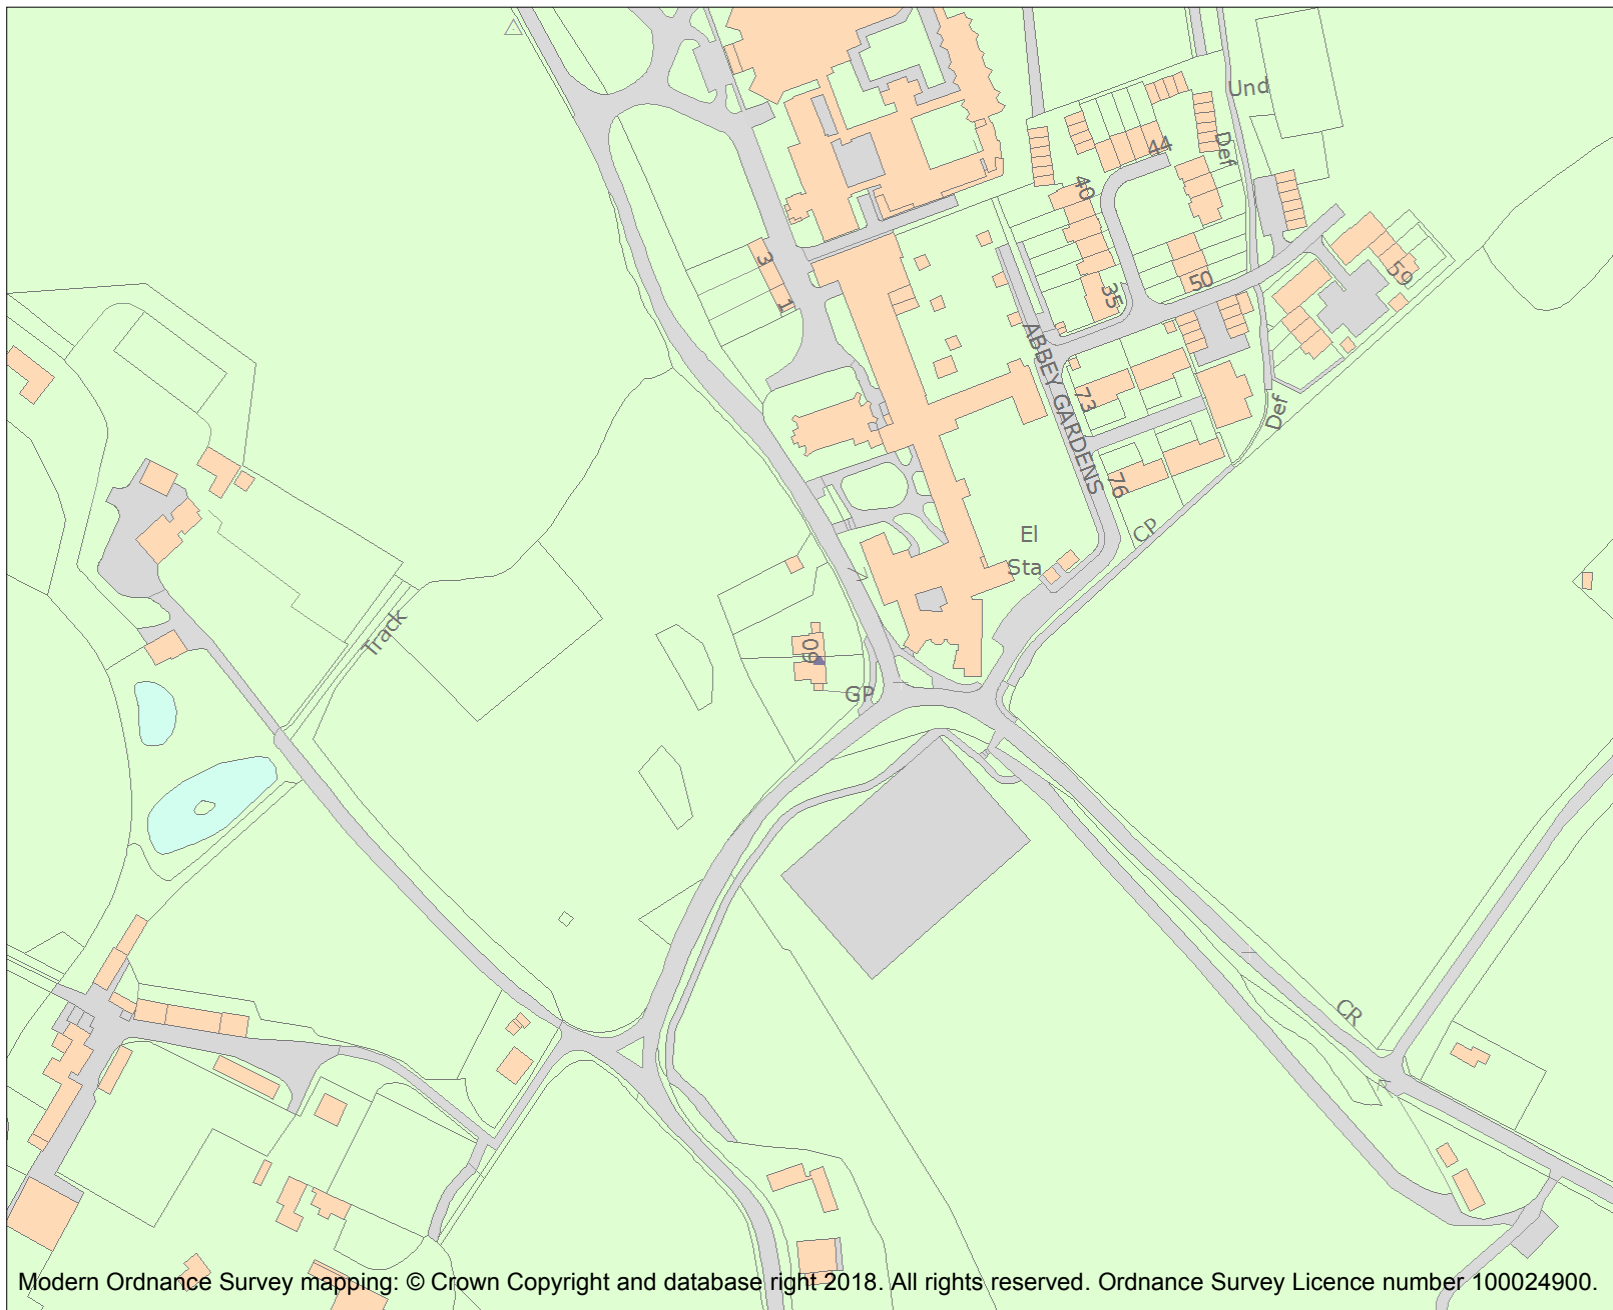 Und
Def
44
40
3
1
35
50
59
ABBEY GARDENS
73
Def
76
CP
El
Sta
Track
60
GP
CR
Modern Ordnance Survey mapping: © Crown Copyright and database right 2018. All rights reserved. Ordnance Survey Licence number 100024900.